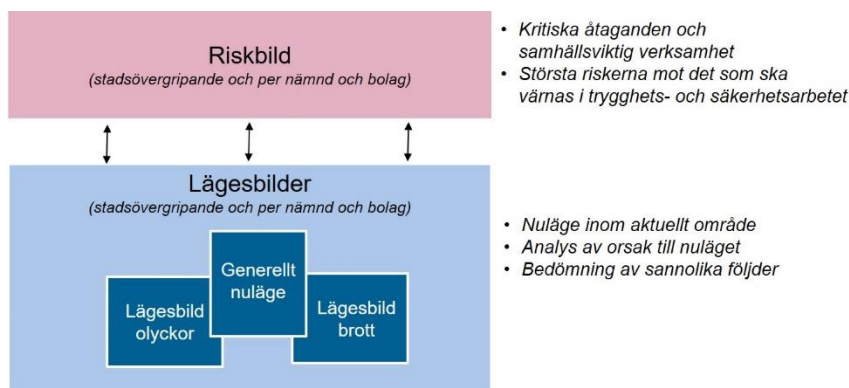 Riskbild
(stadsövergripande och per nämnd och bolag)
• Kritiska åtaganden och
samhällsviktig verksamhet
• Största riskerna mot det som ska
värnas i trygghets- och säkerhetsarbetet
Lägesbilder
(stadsövergripande och per nämnd och bolag)
Generellt
nuläge
Lägesbild
olyckor
Lägesbild
brott
• Nuläge inom aktuellt område
• Analys av orsak till nuläget
• Bedömning av sannolika följder